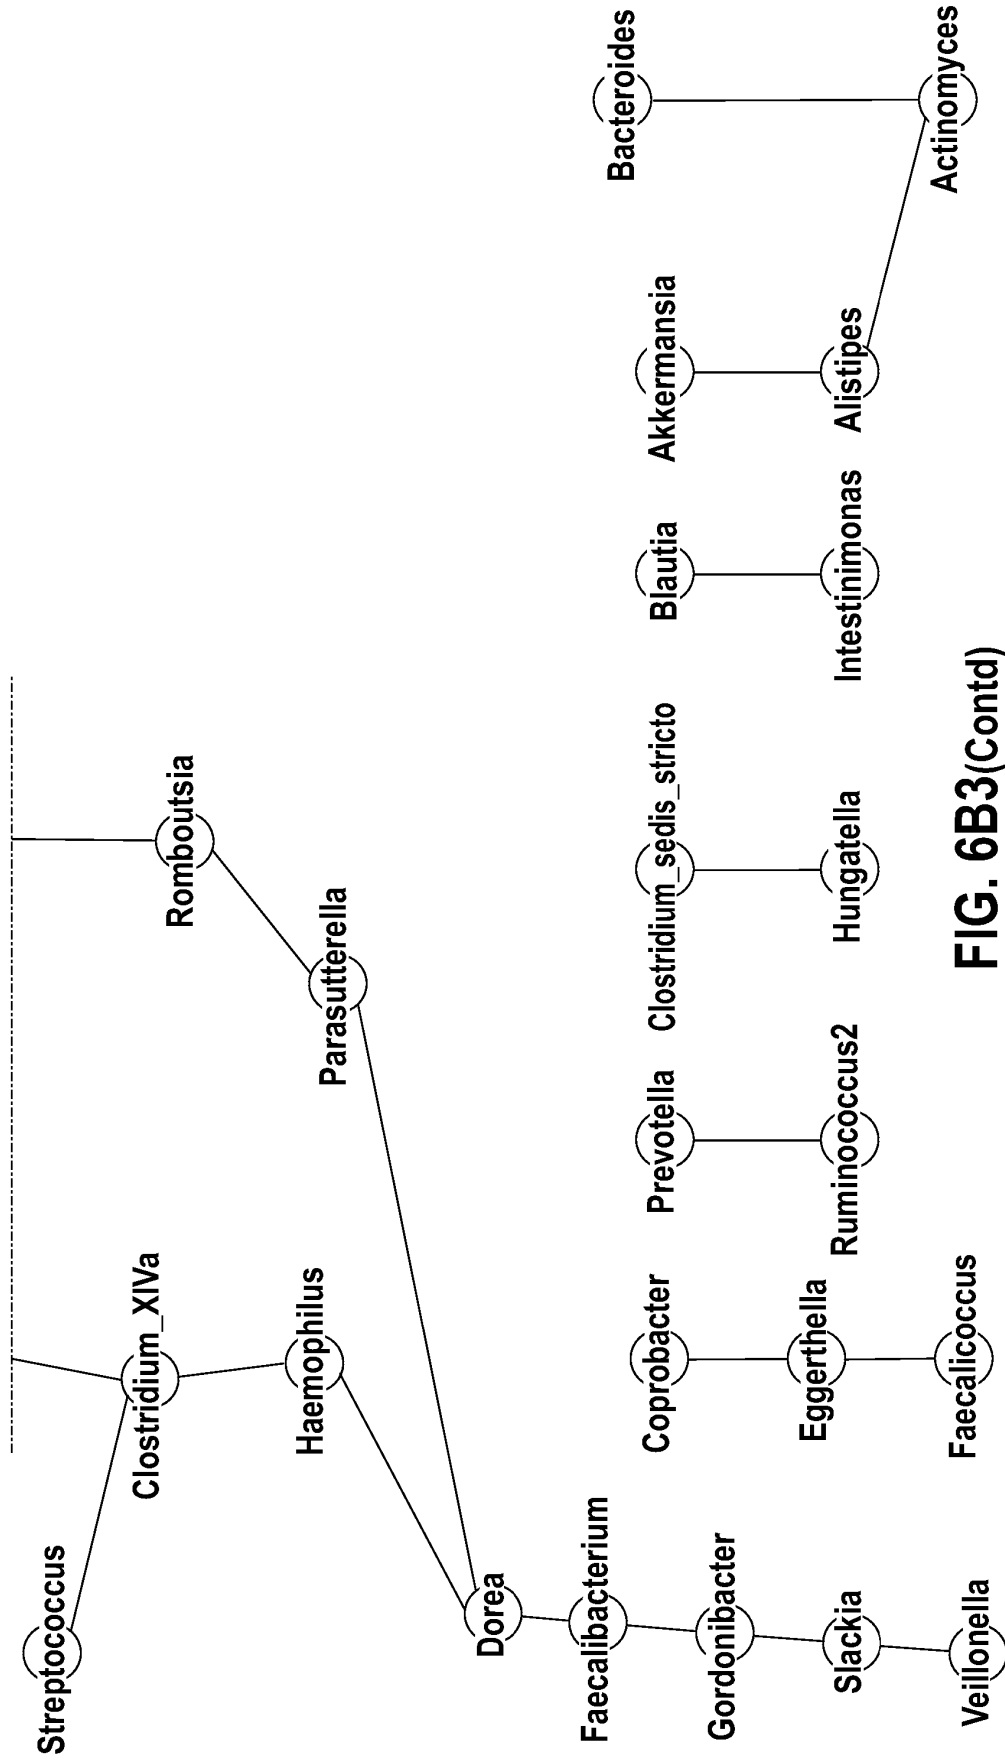 Streptococcus
Clostridium_XIVa
Romboutsia
Haemophilus
Parasutterella
Dorea
Faecalibacterium
Gordonibacter
Slackia
Veillonella
Coprobacter
Eggerthella
Faecalicoccus
Prevotella
Ruminococcus2
Clostridium_sedis_stricto
Hungatella
Blautia
Intestinimonas
Akkermansia
Alistipes
Bacteroides
Actinomyces
FIG. 6B3(Contd)